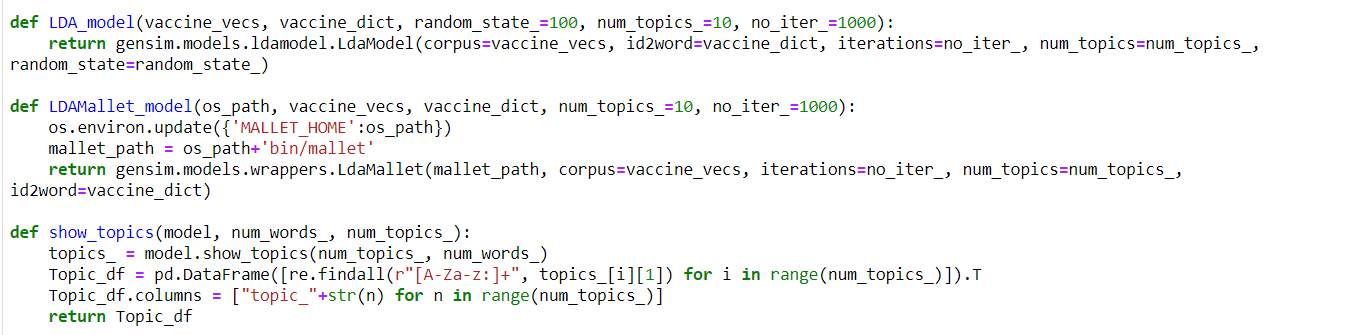 def LDA_model(vaccine_vecs, vaccine_dict, random_state_=100, num_topics_=10, no_iter_=1000):
    return gensim.models.ldamodel.LdaModel(corpus=vaccine_vecs, id2word=vaccine_dict, iterations=no_iter_, num_topics=num_topics_,
random_state=random_state_)

def LDAMallet_model(os_path, vaccine_vecs, vaccine_dict, num_topics_=10, no_iter_=1000):
    os.environ.update({'MALLET_HOME':os_path})
    mallet_path = os_path+'bin/mallet'
    return gensim.models.wrappers.LdaMallet(mallet_path, corpus=vaccine_vecs, iterations=no_iter_, num_topics=num_topics_,
id2word=vaccine_dict)

def show_topics(model, num_words_, num_topics_):
    topics_ = model.show_topics(num_topics_, num_words_)
    Topic_df = pd.DataFrame([re.findall(r"[A-Za-z:]+", topics_[i][1]) for i in range(num_topics_)]).T
    Topic_df.columns = ["topic_"+str(n) for n in range(num_topics_)]
    return Topic_df